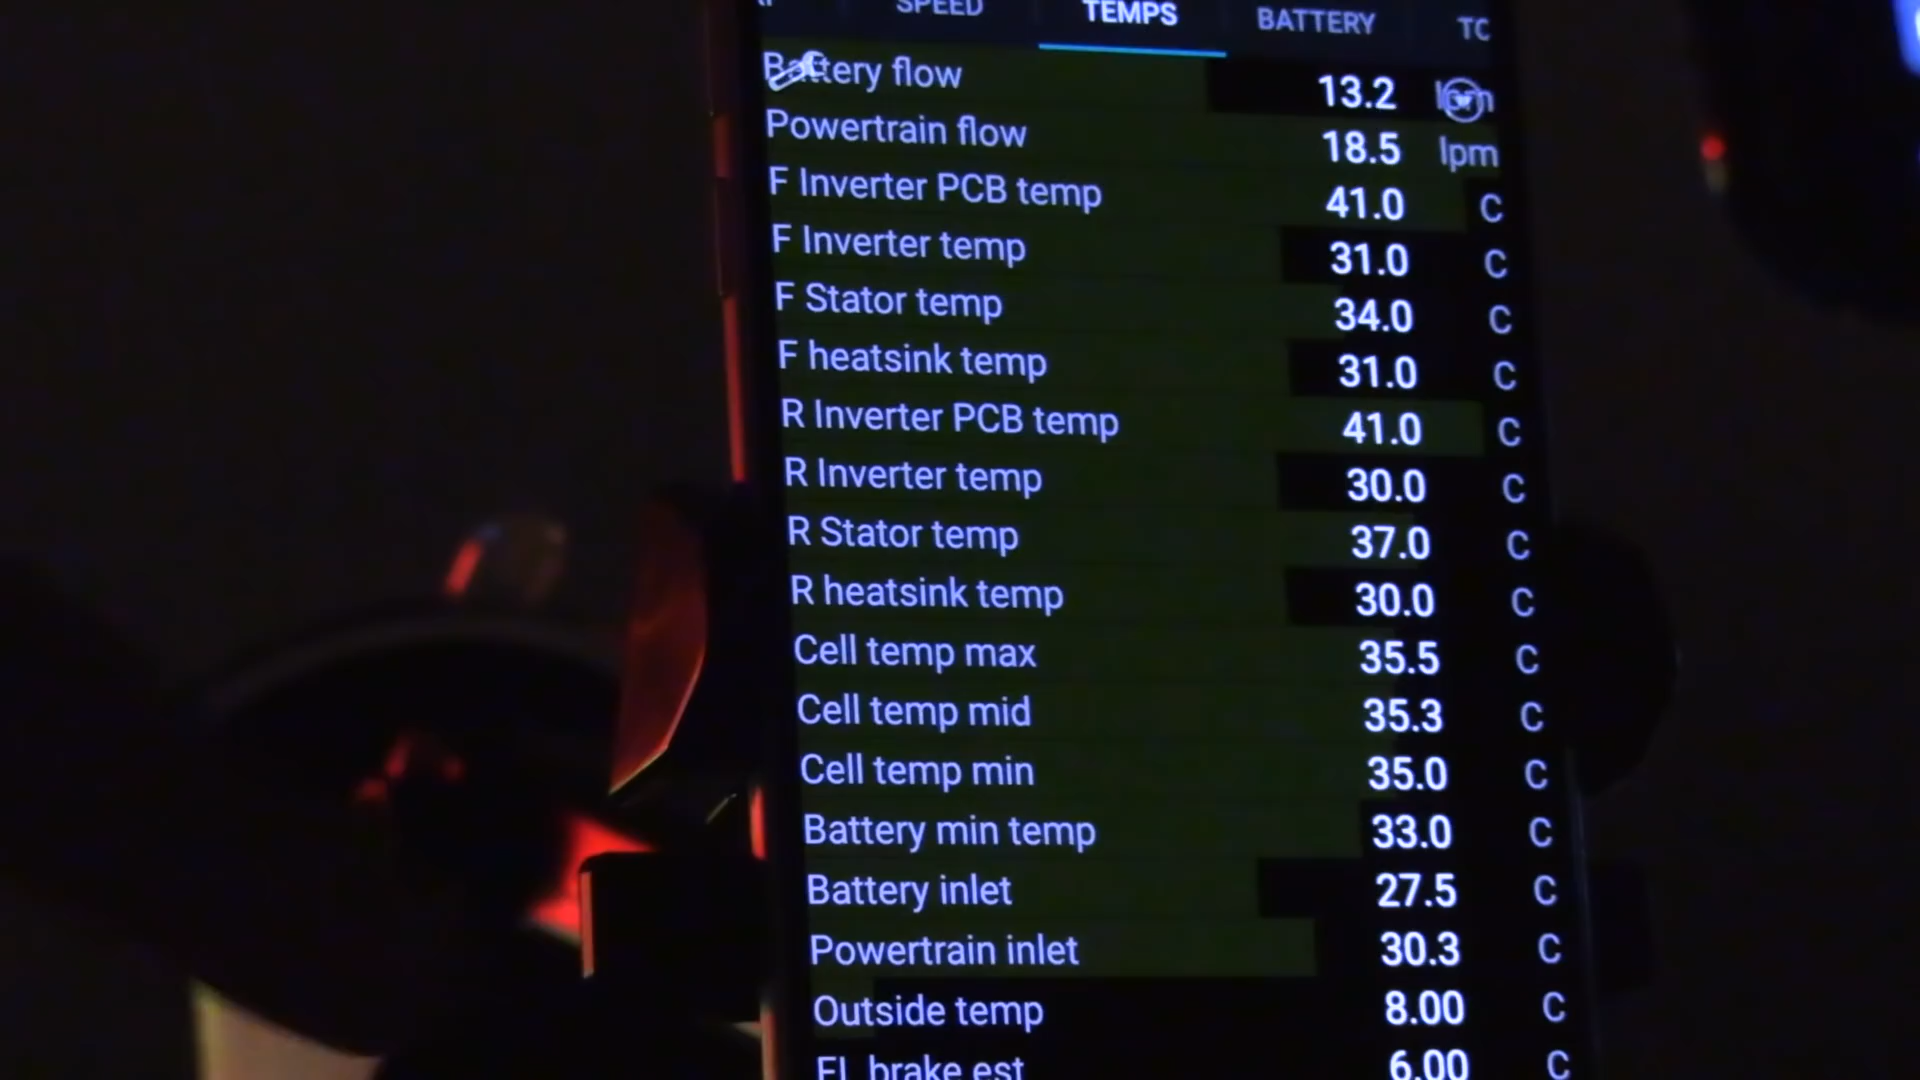 SPEED TEMPS BATTERY TC
Battery flow 13.2 lpm
Powertrain flow 18.5 lpm
F Inverter PCB temp 41.0 C
F Inverter temp 31.0 C
F Stator temp 34.0 C
F heatsink temp 31.0 C
R Inverter PCB temp 41.0 C
R Inverter temp 30.0 C
R Stator temp 37.0 C
R heatsink temp 30.0 C
Cell temp max 35.5 C
Cell temp mid 35.3 C
Cell temp min 35.0 C
Battery min temp 33.0 C
Battery inlet 27.5 C
Powertrain inlet 30.3 C
Outside temp 8.00 C
FL brake est 6.00 C